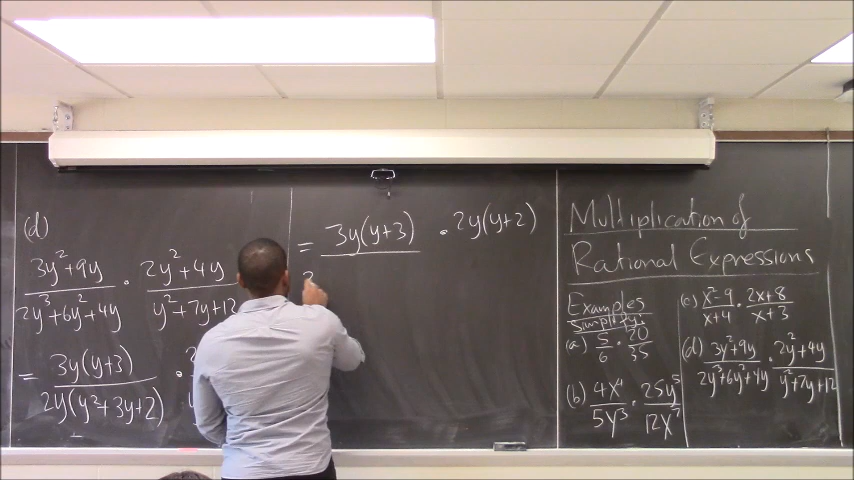 (d)
3y²+9y / 2y³+6y²+4y · 2y²+4y / y²+7y+12
= 3y(y+3) / 2y(y²+3y+2) ·
= 3y(y+3) · 2y(y+2)
Multiplication of
Rational Expressions
Examples
Simplify:
(a) 5/6 · 20/35
(b) 4x⁴/5y³ · 25y⁵/12x⁷
(c) x²-9 / x+4 · 2x+8 / x+3
(d) 3y²+9y / 2y³+6y²+4y · 2y²+4y / y²+7y+12